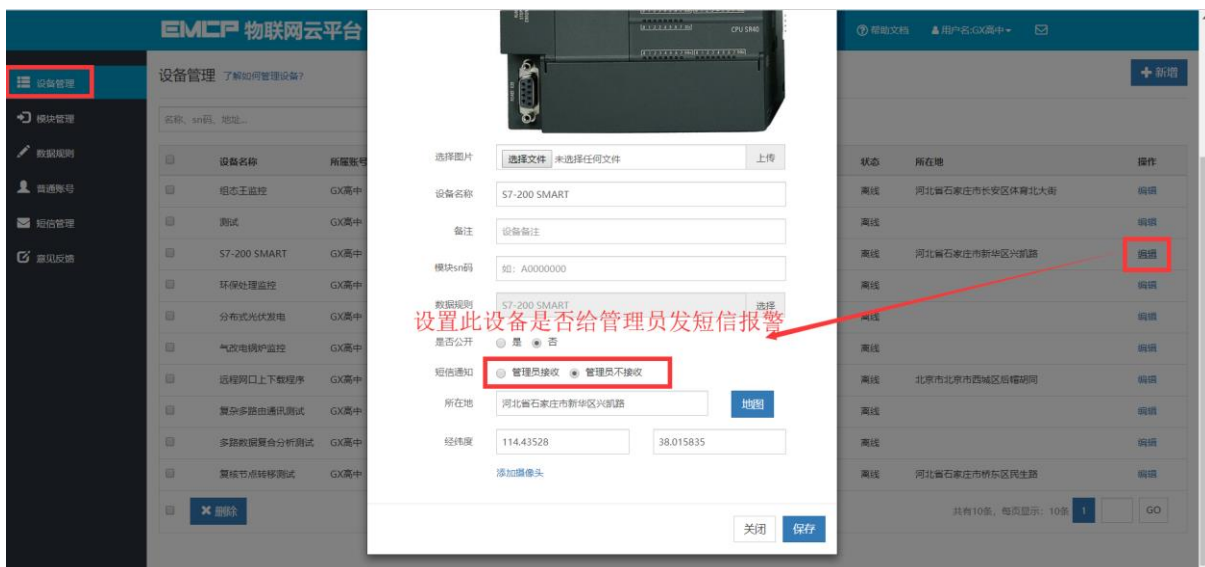 EMCP 物联网云平台
帮助文档 用户名:GX高中
CPU SR40
设备管理
模块管理
数据规则
普通账号
短信管理
意见反馈
设备管理 了解如何管理设备?
新增
名称、sn码、地址...
设备名称 所属账号 状态 所在地 操作
组态王监控 GX高中 离线 河北省石家庄市长安区体育北大街 编辑
测试 GX高中 离线 编辑
S7-200 SMART GX高中 离线 河北省石家庄市新华区兴凯路 编辑
环保处理监控 GX高中 离线 编辑
分布式光伏发电 GX高中 离线 编辑
气改电锅炉监控 GX高中 离线 编辑
远程网口上下载程序 GX高中 离线 北京市北京市西城区后帽胡同 编辑
复杂多路由通讯测试 GX高中 离线 编辑
多路数据复合分析测试 GX高中 离线 编辑
复核节点转移测试 GX高中 离线 河北省石家庄市桥东区民生路 编辑
删除
共有10条, 每页显示: 10条 1 GO
选择图片 选择文件 未选择任何文件 上传
设备名称 S7-200 SMART
备注 设备备注
模块sn码 如: A0000000
数据规则 S7-200 SMART 选择
设置此设备是否给管理员发短信报警
是否公开 是 否
短信通知 管理员接收 管理员不接收
所在地 河北省石家庄市新华区兴凯路 地图
经纬度 114.43528 38.015835
添加摄像头
关闭 保存